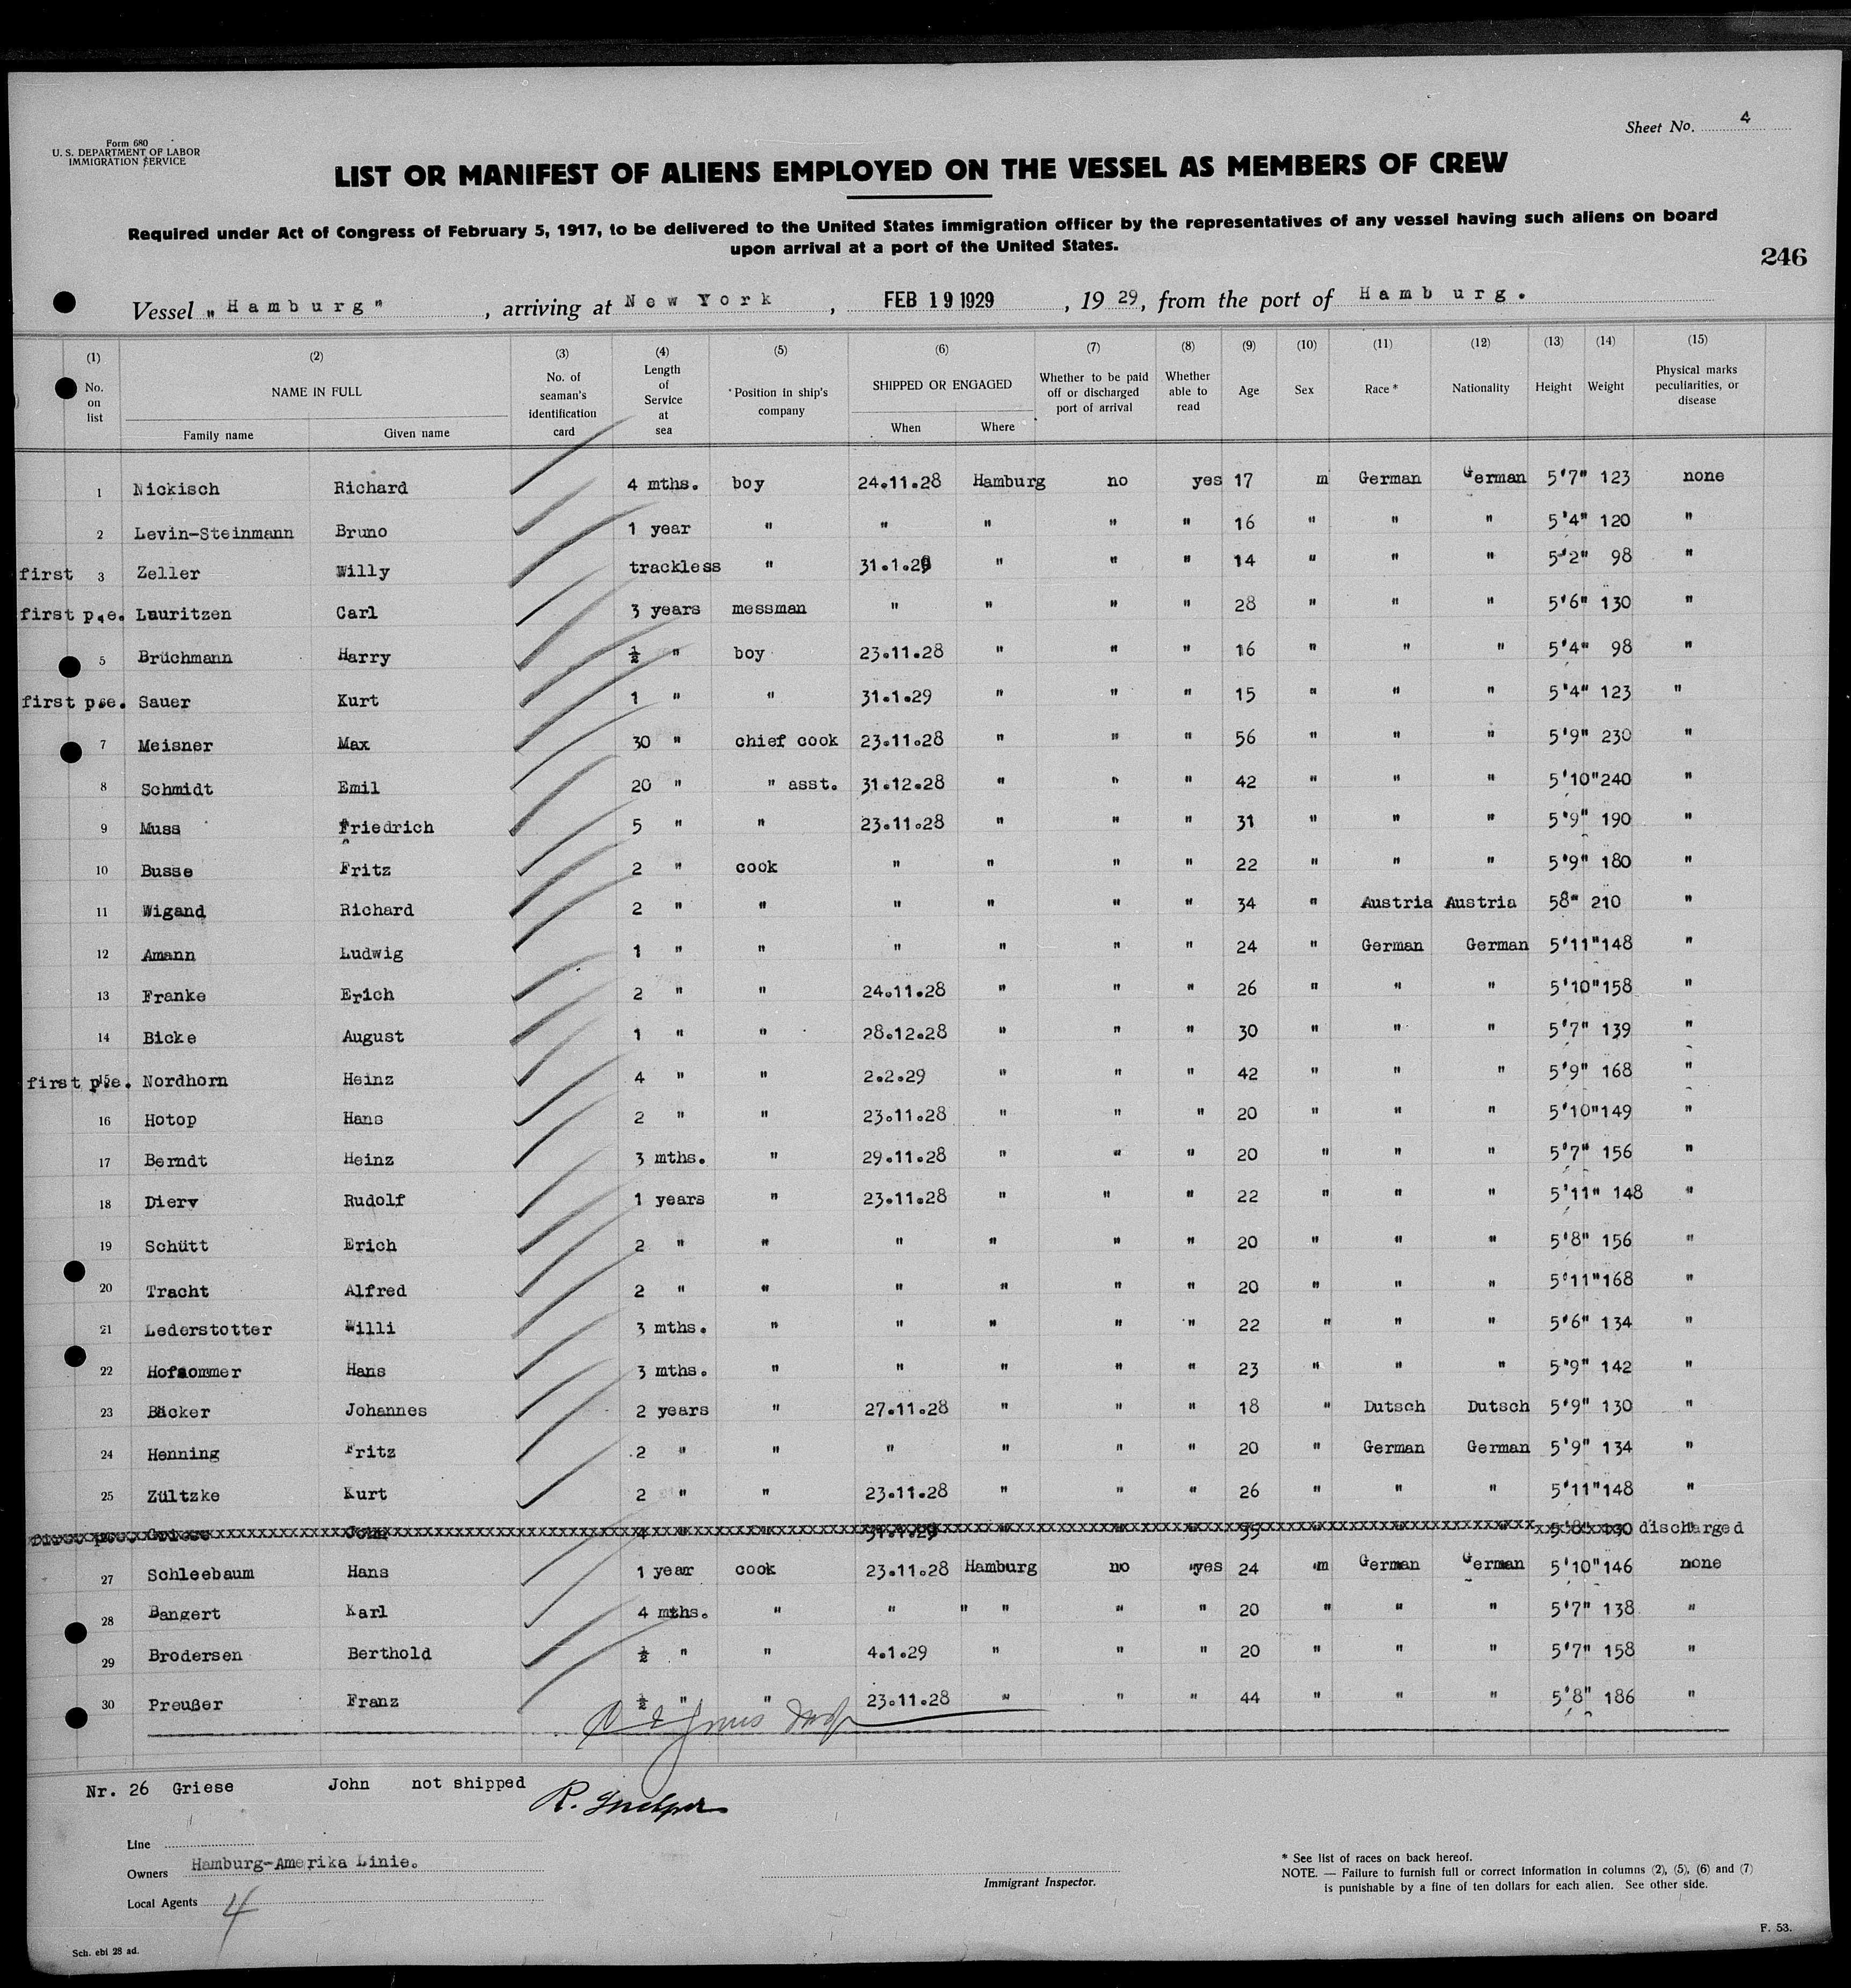 Form 680
U. S. DEPARTMENT OF LABOR
IMMIGRATION SERVICE
Sheet No. 4
LIST OR MANIFEST OF ALIENS EMPLOYED ON THE VESSEL AS MEMBERS OF CREW
Required under Act of Congress of February 5, 1917, to be delivered to the United States immigration officer by the representatives of any vessel having such aliens on board
upon arrival at a port of the United States.
246
Vessel „Hamburg", arriving at New York, FEB 19 1929, 1929, from the port of Hamburg.
(1) (2) (3) (4) (5) (6) (7) (8) (9) (10) (11) (12) (13) (14) (15)
No. on list NAME IN FULL Family name Given name No. of seaman's identification card Length of Service at sea Position in ship's company SHIPPED OR ENGAGED When Where Whether to be paid off or discharged port of arrival Whether able to read Age Sex Race * Nationality Height Weight Physical marks peculiarities, or disease
1 Nickisch Richard 4 mths. boy 24.11.28 Hamburg no yes 17 m German German 5'7" 123 none
2 Levin-Steinmann Bruno 1 year " " " " " 16 " " " 5'4" 120 "
first 3 Zeller Willy trackless " 31.1.29 " " " 14 " " " 5'2" 98 "
first p.e. Lauritzen Carl 3 years messman " " " " 28 " " " 5'6" 130 "
5 Brüchmann Harry ½ " boy 23.11.28 " " " 16 " " " 5'4" 98 "
first p.e. Sauer Kurt 1 " " 31.1.29 " " " 15 " " " 5'4" 123 "
7 Meisner Max 30 " chief cook 23.11.28 " " " 56 " " " 5'9" 230 "
8 Schmidt Emil 20 " " asst. 31.12.28 " " " 42 " " " 5'10" 240 "
9 Muss Friedrich 5 " " 23.11.28 " " " 31 " " " 5'9" 190 "
10 Busse Fritz 2 " cook " " " " 22 " " " 5'9" 180 "
11 Wigand Richard 2 " " " " " " 34 " Austria Austria 58" 210 "
12 Amann Ludwig 1 " " " " " " 24 " German German 5'11" 148 "
13 Franke Erich 2 " " 24.11.28 " " " 26 " " " 5'10" 158 "
14 Bicke August 1 " " 28.12.28 " " " 30 " " " 5'7" 139 "
first p.e. 15 Nordhorn Heinz 4 " " 2.2.29 " " " 42 " " " 5'9" 168 "
16 Hotop Hans 2 " " 23.11.28 " " " 20 " " " 5'10" 149 "
17 Berndt Heinz 3 mths. " 29.11.28 " " " 20 " " " 5'7" 156 "
18 Dierv Rudolf 1 years " 23.11.28 " " " 22 " " " 5'11" 148 "
19 Schütt Erich 2 " " " " " " 20 " " " 5'8" 156 "
20 Tracht Alfred 2 " " " " " " 20 " " " 5'11" 168 "
21 Lederstotter Willi 3 mths. " " " " " 22 " " " 5'6" 134 "
22 Hofsommer Hans 3 mths. " " " " " 23 " " " 5'9" 142 "
23 Bäcker Johannes 2 years " 27.11.28 " " " 18 " Dutsch Dutsch 5'9" 130 "
24 Henning Fritz 2 " " " " " " 20 " German German 5'9" 134 "
25 Zültzke Kurt 2 " " 23.11.28 " " " 26 " " " 5'11" 148 "
first p.e. Griese John 4 " " 31.1.29 " " " 35 " " " 5'8" 130 discharged
27 Schleebaum Hans 1 year cook 23.11.28 Hamburg no yes 24 m German German 5'10" 146 none
28 Bangert Karl 4 mths. " " " " " " 20 " " " 5'7" 138 "
29 Brodersen Berthold ½ " " 4.1.29 " " " 20 " " " 5'7" 158 "
30 Preußer Franz ½ " " 23.11.28 " " " 44 " " " 5'8" 186 "
Nr. 26 Griese John not shipped
Line
Owners Hamburg-Amerika Linie.
Local Agents
4
Immigrant Inspector.
* See list of races on back hereof.
NOTE. — Failure to furnish full or correct information in columns (2), (5), (6) and (7)
is punishable by a fine of ten dollars for each alien. See other side.
Sch. ebi 28 ad.
F. 53.